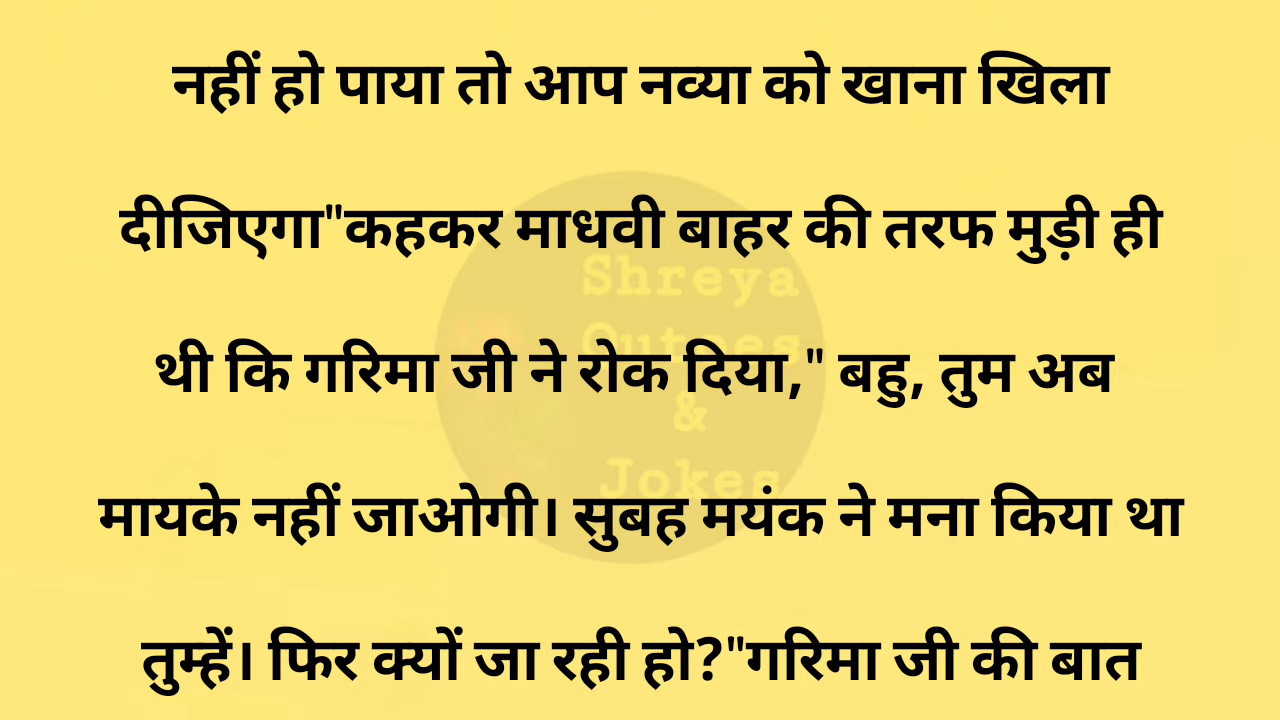 नहीं हो पाया तो आप नव्या को खाना खिला
दीजिएगा"कहकर माधवी बाहर की तरफ मुड़ी ही
Shreya
थी कि गरिमा जी ने रोक दिया," बहु, तुम अब
&
Jokes
मायके नहीं जाओगी। सुबह मयंक ने मना किया था
तुम्हें। फिर क्यों जा रही हो?"गरिमा जी की बात